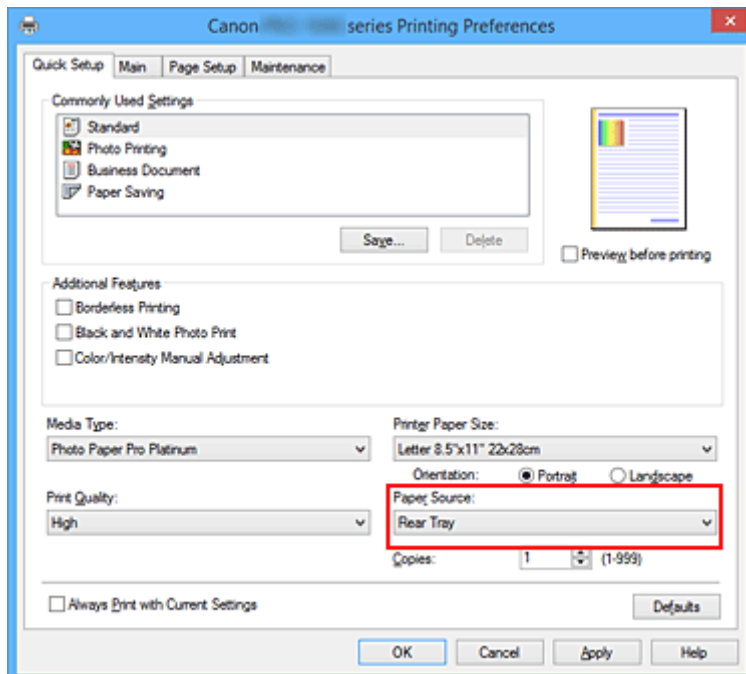 Canon series Printing Preferences
Quick Setup Main Page Setup Maintenance
Commonly Used Settings
Standard
Photo Printing
Business Document
Paper Saving
Save... Delete
Preview before printing
Additional Features
Borderless Printing
Black and White Photo Print
Color/Intensity Manual Adjustment
Media Type: Printer Paper Size:
Photo Paper Pro Platinum Letter 8.5"x11" 22x28cm
Orientation: Portrait Landscape
Print Quality: Paper Source:
High Rear Tray
Copies: 1 (1-999)
Always Print with Current Settings Defaults
OK Cancel Apply Help